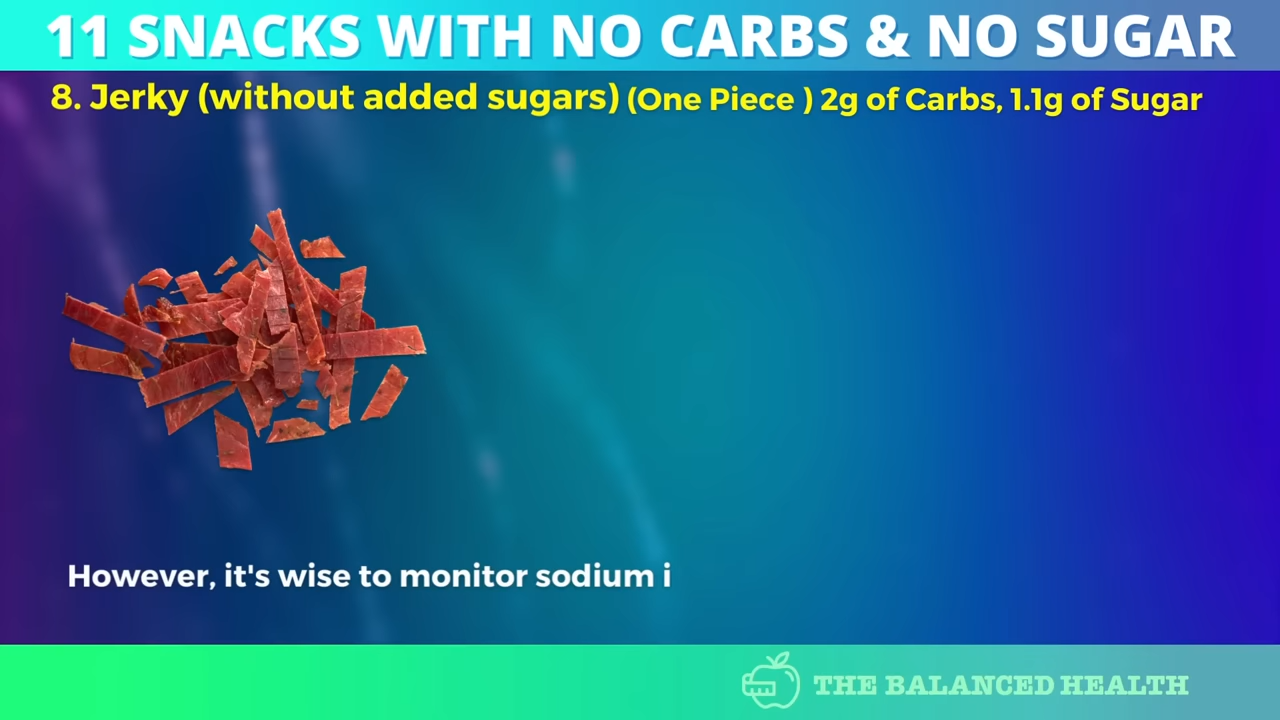 11 SNACKS WITH NO CARBS & NO SUGAR
8. Jerky (without added sugars) (One Piece ) 2g of Carbs, 1.1g of Sugar
However, it's wise to monitor sodium i
THE BALANCED HEALTH